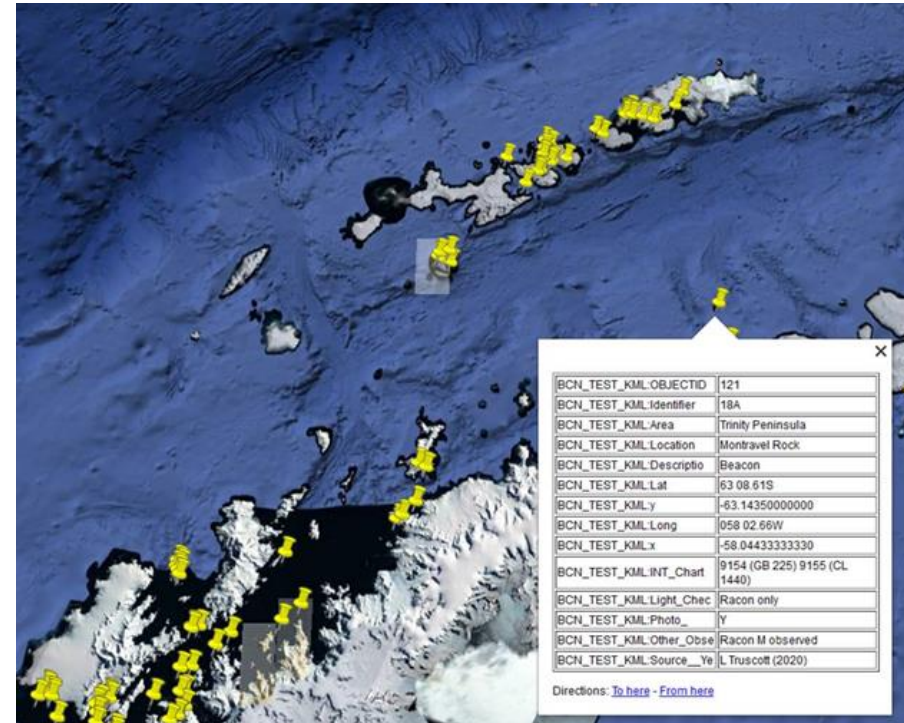 ×
BCN_TEST_KML:OBJECTID 121
BCN_TEST_KML:Identifier 18A
BCN_TEST_KML:Area Trinity Peninsula
BCN_TEST_KML:Location Montravel Rock
BCN_TEST_KML:Descriptio Beacon
BCN_TEST_KML:Lat 63 08.61S
BCN_TEST_KML:y -63.14350000000
BCN_TEST_KML:Long 058 02.66W
BCN_TEST_KML:x -58.04433333330
BCN_TEST_KML:INT_Chart 9154 (GB 225) 9155 (CL
1440)
BCN_TEST_KML:Light_Chec Racon only
BCN_TEST_KML:Photo_ Y
BCN_TEST_KML:Other_Obse Racon M observed
BCN_TEST_KML:Source__Ye L Truscott (2020)
Directions: To here - From here